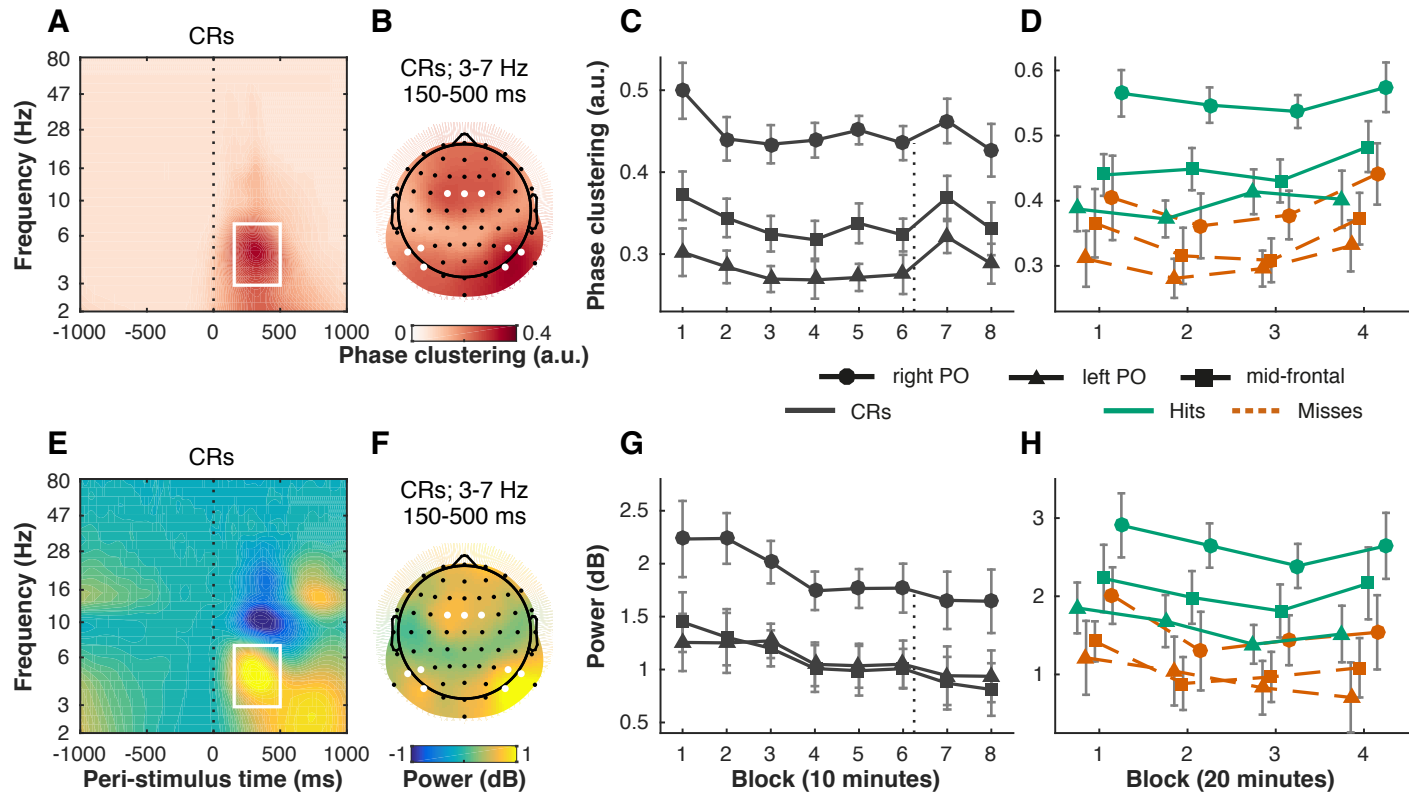 A
CRs
Frequency (Hz)
80
47
28
16
10
6
3
2
-1000
-500
0
500
1000
B
CRs; 3-7 Hz
150-500 ms
0
0.4
Phase clustering (a.u.)
C
Phase clustering (a.u.)
0.5
0.4
0.3
1 2 3 4 5 6 7 8
D
0.6
0.5
0.4
0.3
1 2 3 4
right PO
left PO
mid-frontal
CRs
Hits
Misses
E
CRs
Frequency (Hz)
80
47
28
16
10
6
3
2
-1000
-500
0
500
1000
Peri-stimulus time (ms)
F
CRs; 3-7 Hz
150-500 ms
-1
1
Power (dB)
G
Power (dB)
2.5
2
1.5
1
0.5
1 2 3 4 5 6 7 8
Block (10 minutes)
H
3
2
1
1 2 3 4
Block (20 minutes)